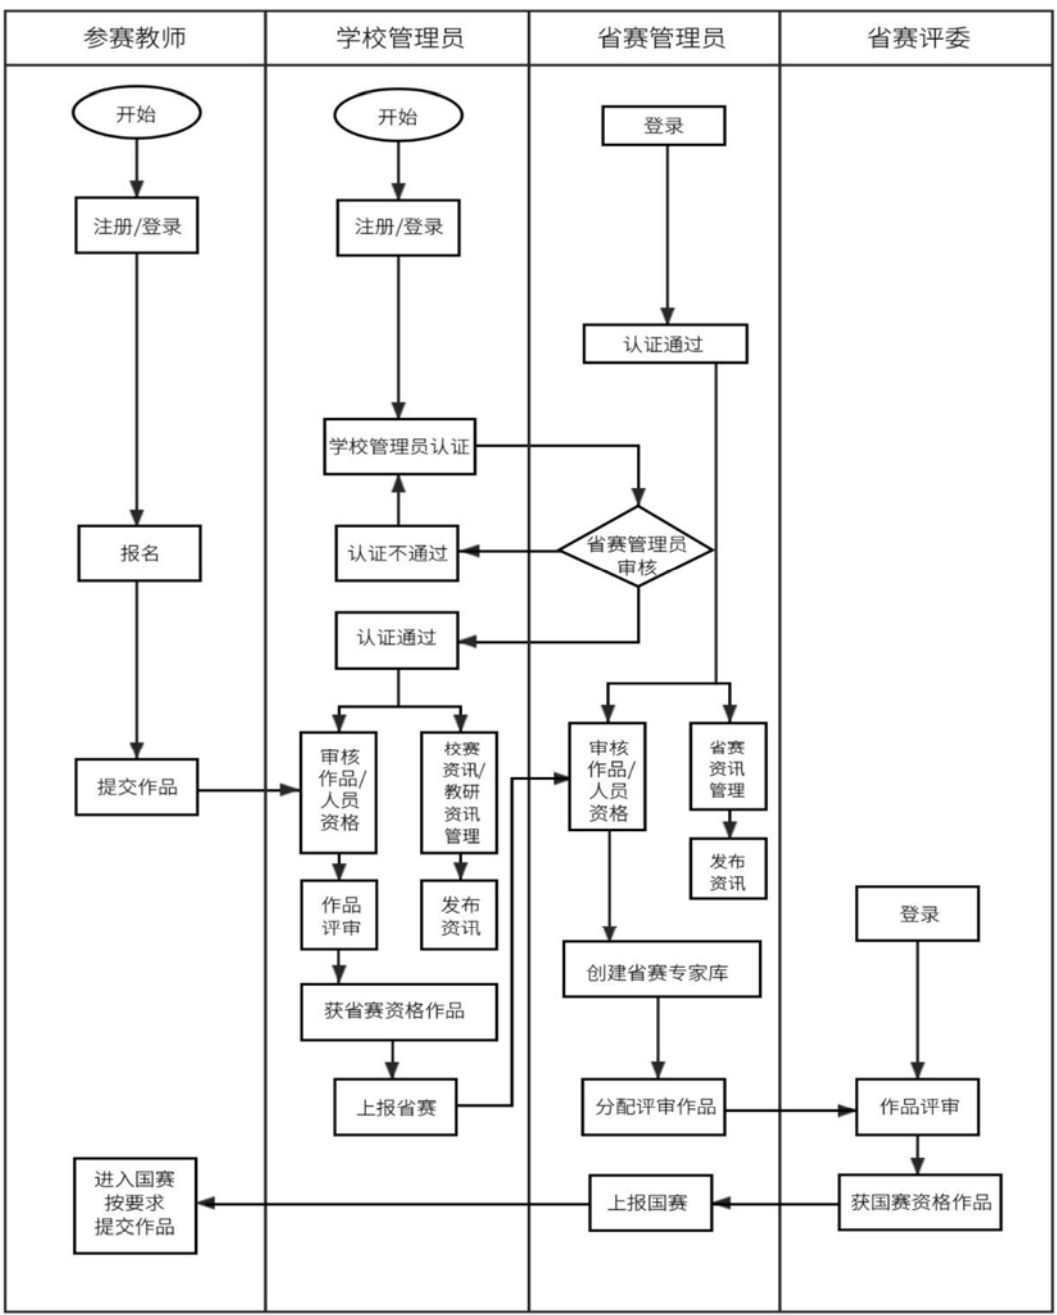 参赛教师
学校管理员
省赛管理员
省赛评委
开始
注册/登录
报名
提交作品
进入国赛
按要求
提交作品
开始
注册/登录
学校管理员认证
认证不通过
认证通过
审核
作品/
人员
资格
校赛
资讯/
教研
资讯
管理
作品
评审
发布
资讯
获省赛资格作品
上报省赛
登录
认证通过
省赛管理员
审核
审核
作品/
人员
资格
省赛
资讯
管理
发布
资讯
创建省赛专家库
分配评审作品
上报国赛
登录
作品评审
获国赛资格作品